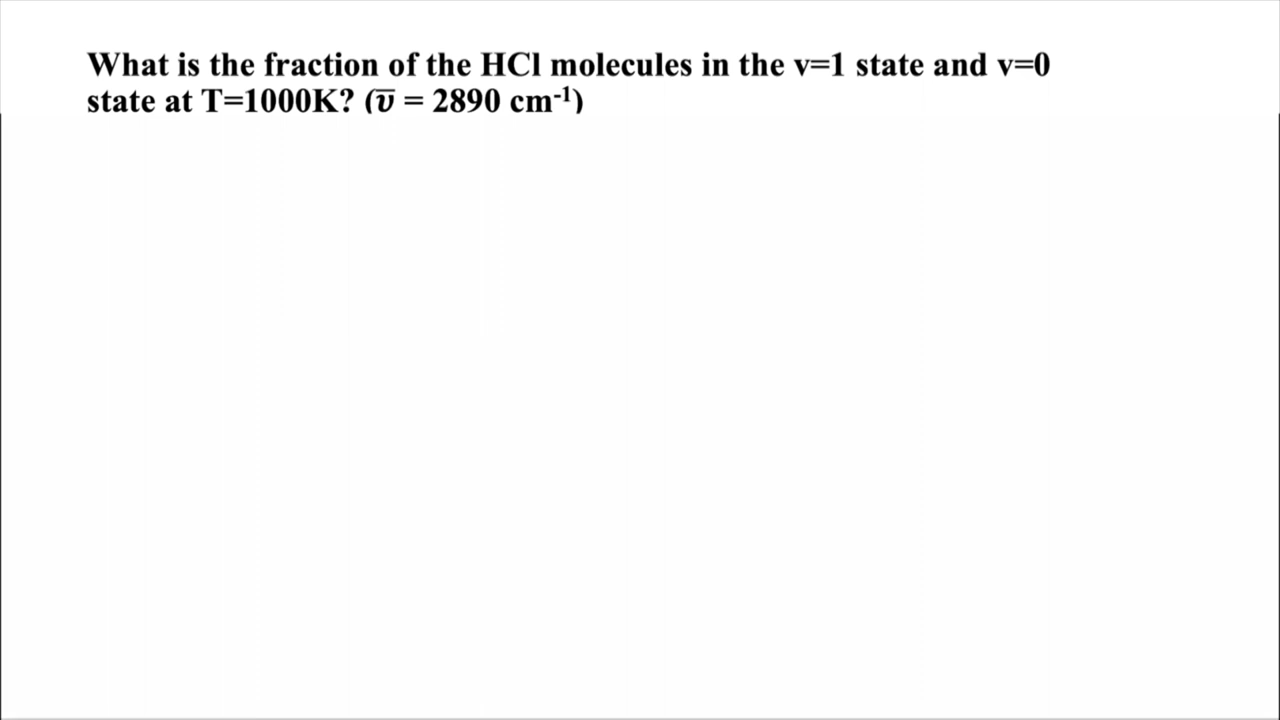 What is the fraction of the HCl molecules in the v=1 state and v=0
state at T=1000K? (ῡ = 2890 cm⁻¹)